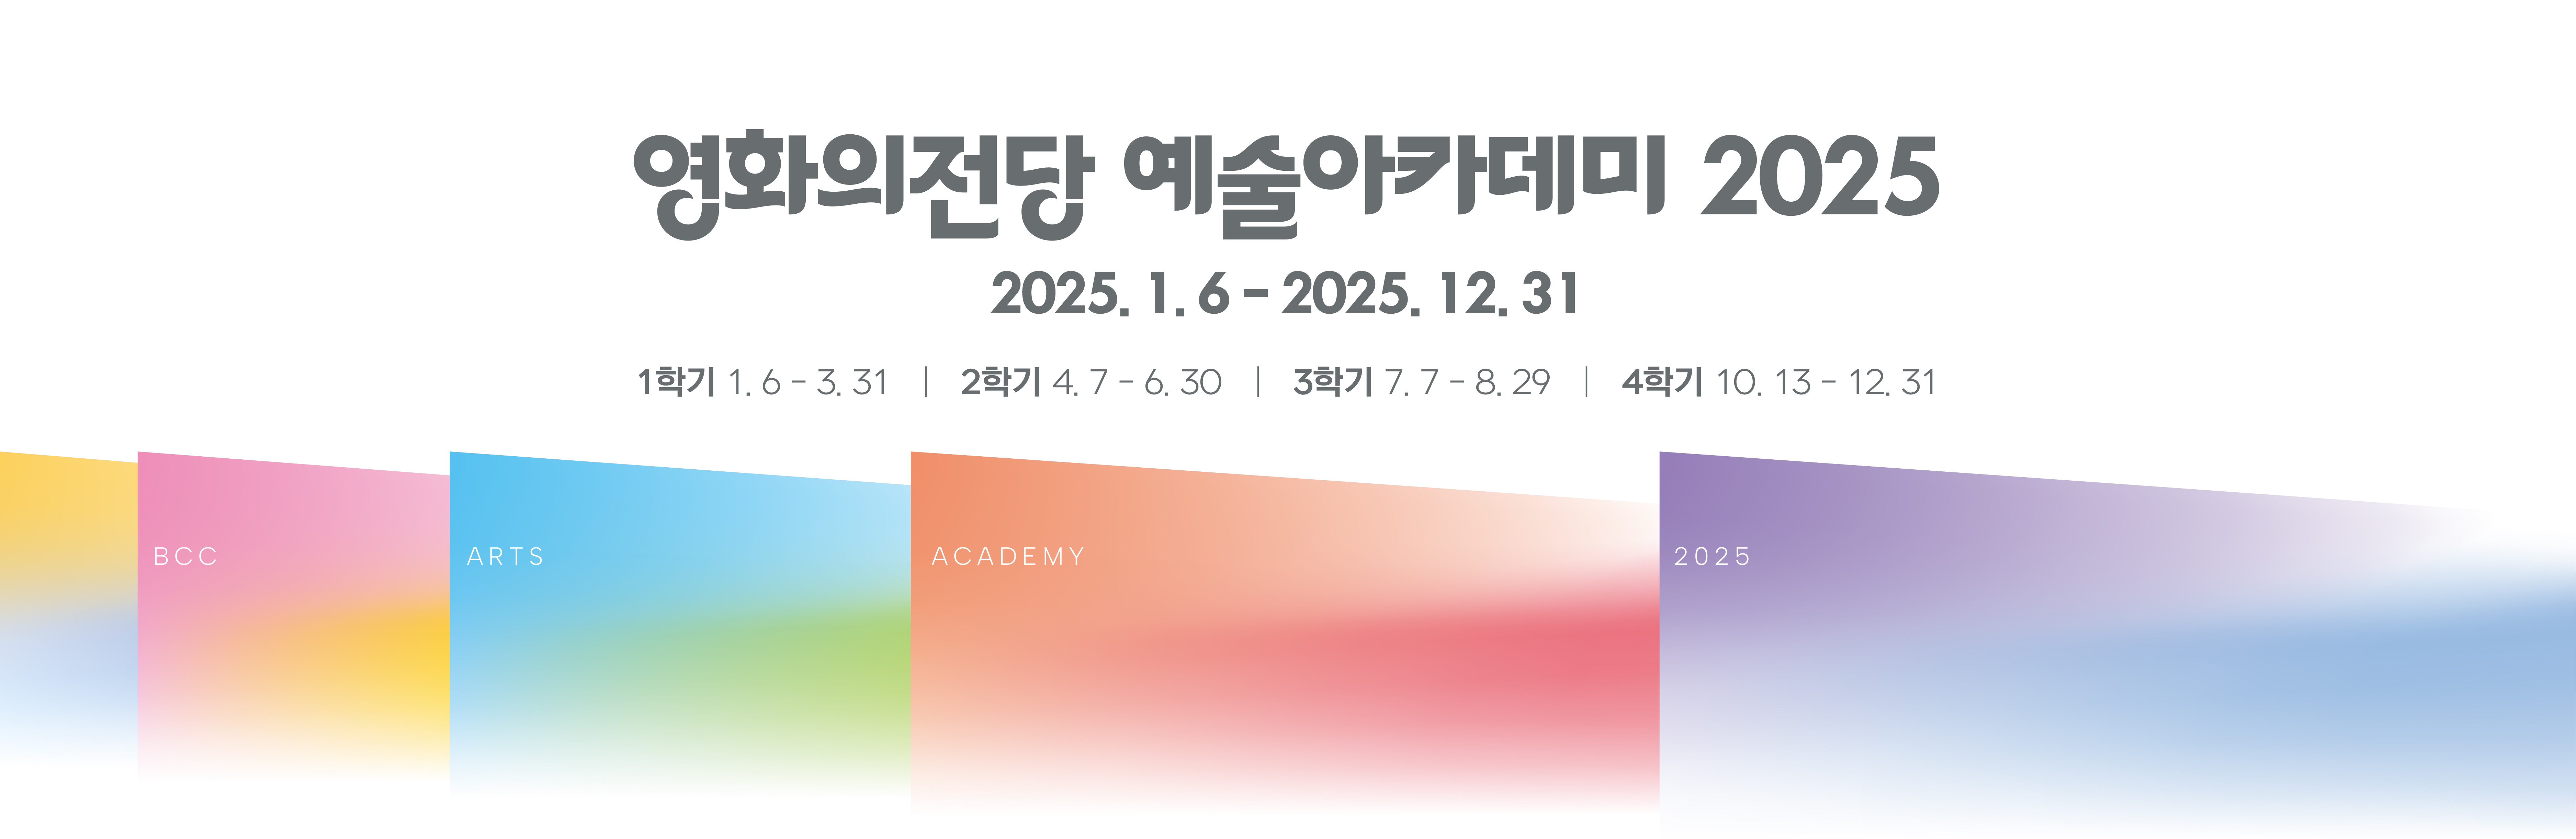 영화의전당 예술아카데미 2025
2025. 1. 6 - 2025. 12. 31
1학기 1. 6 - 3. 31 | 2학기 4. 7 - 6. 30 | 3학기 7. 7 - 8. 29 | 4학기 10. 13 - 12. 31
BCC
ARTS
ACADEMY
2025